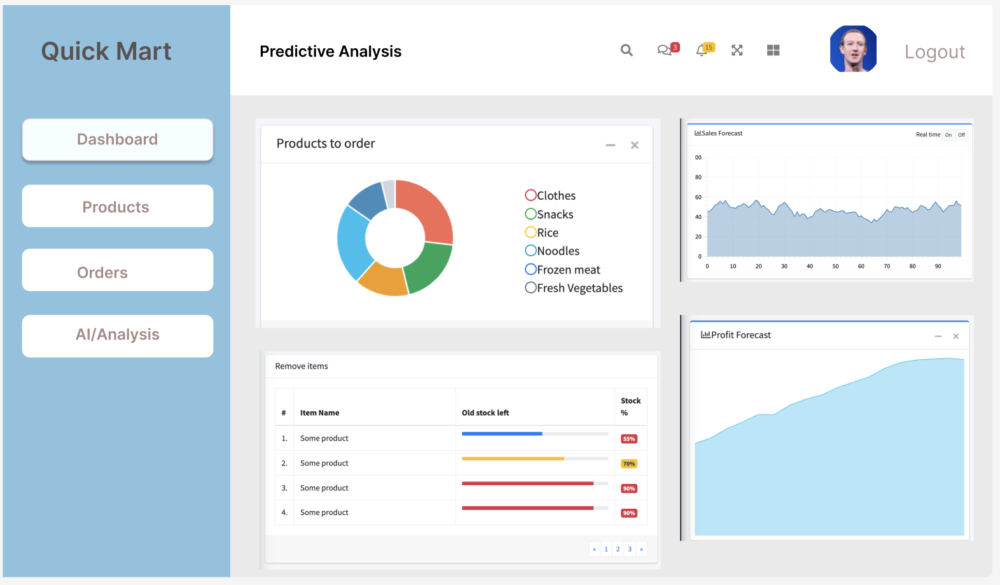 Quick Mart
Predictive Analysis
3
15
Logout
Dashboard
Products
Orders
AI/Analysis
Products to order
Clothes
Snacks
Rice
Noodles
Frozen meat
Fresh Vegetables
Sales Forecast
Real time On Off
00
80
60
40
20
0
0 10 20 30 40 50 60 70 80 90
Remove items
# Item Name Old stock left Stock %
1. Some product 55%
2. Some product 70%
3. Some product 90%
4. Some product 90%
« 1 2 3 »
Profit Forecast